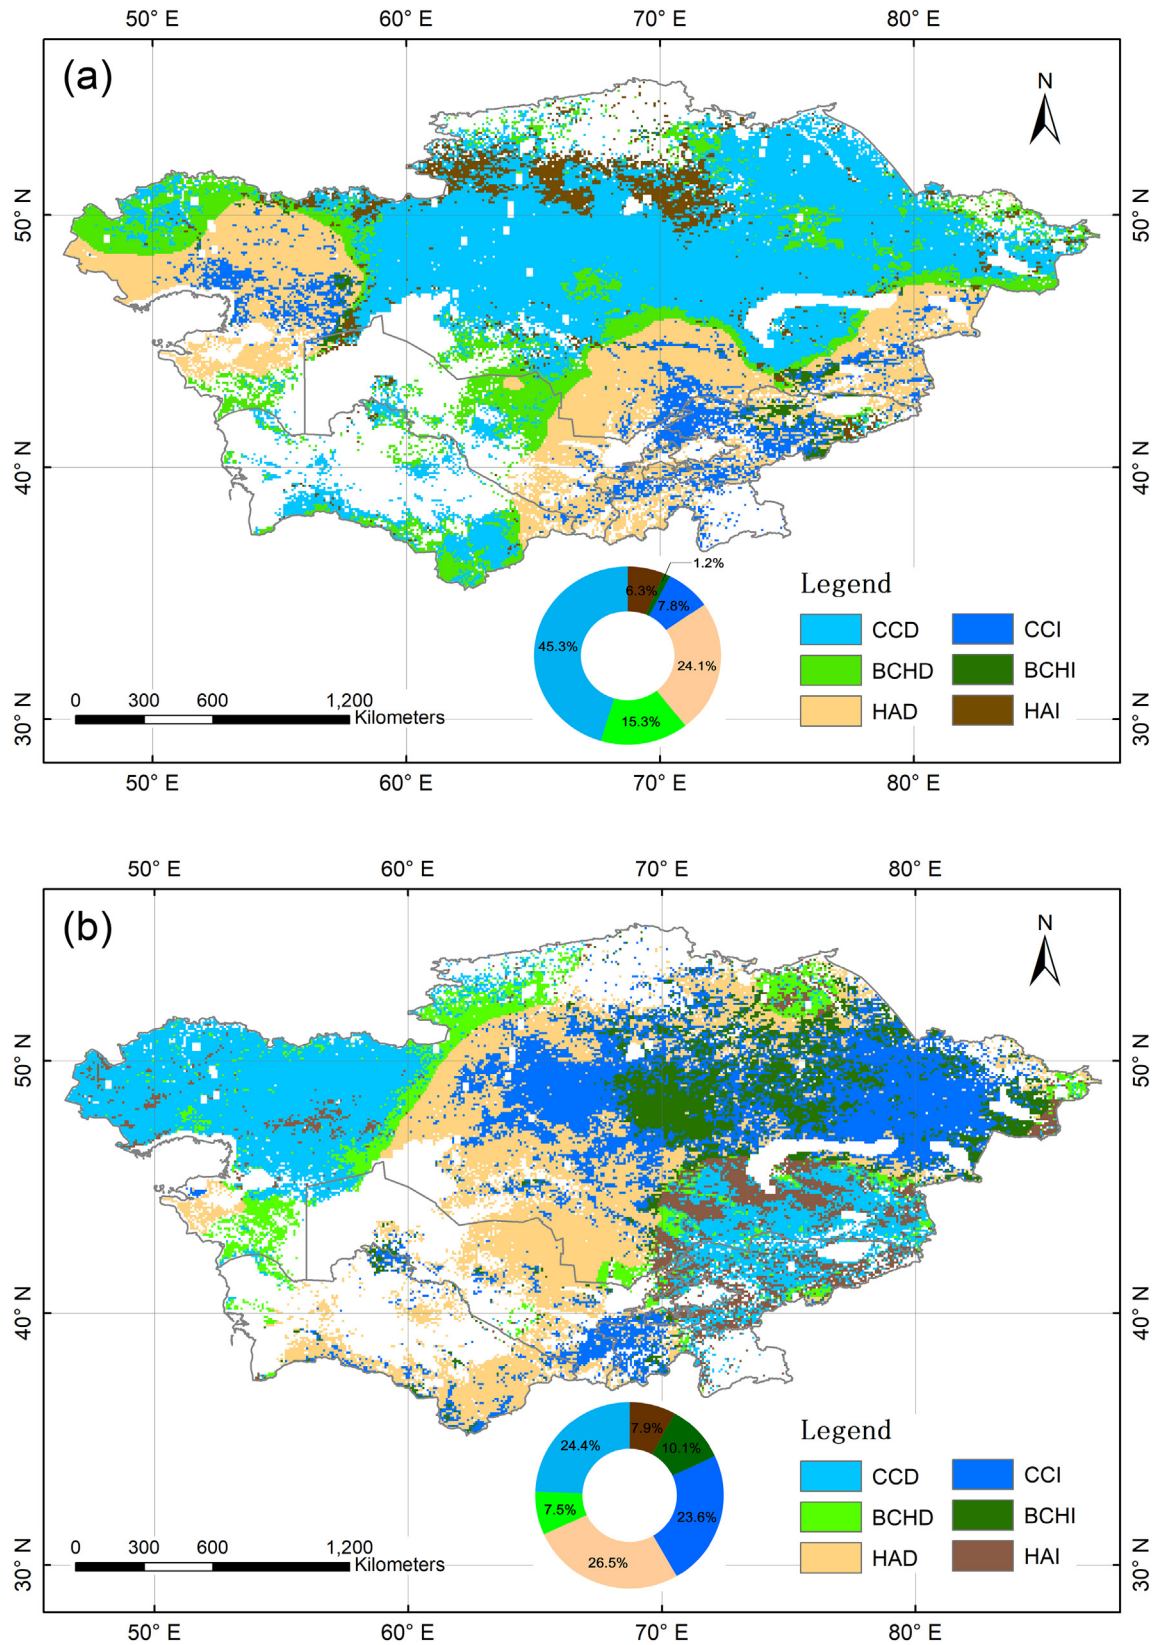 50° E 60° E 70° E 80° E
(a)
N
50° N 50° N
40° N 40° N
1.2%
6.3%
7.8%
45.3%
24.1%
15.3%
Legend
CCD CCI
BCHD BCHI
HAD HAI
0 300 600 1,200
Kilometers
30° N 30° N
50° E 60° E 70° E 80° E
50° E 60° E 70° E 80° E
(b)
N
50° N 50° N
40° N 40° N
7.9%
24.4% 10.1%
7.5% 23.6%
26.5%
Legend
CCD CCI
BCHD BCHI
HAD HAI
0 300 600 1,200
Kilometers
30° N 30° N
50° E 60° E 70° E 80° E